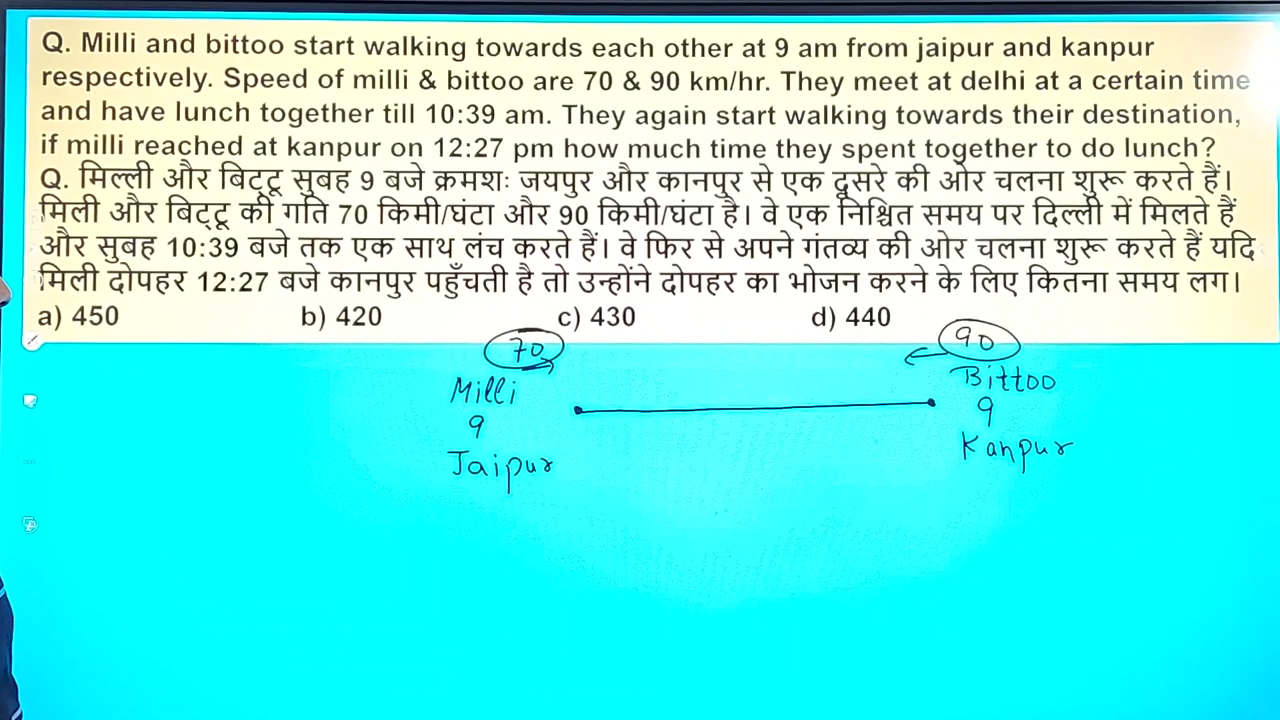 Q. Milli and bittoo start walking towards each other at 9 am from jaipur and kanpur
respectively. Speed of milli & bittoo are 70 & 90 km/hr. They meet at delhi at a certain time
and have lunch together till 10:39 am. They again start walking towards their destination,
if milli reached at kanpur on 12:27 pm how much time they spent together to do lunch?
Q. मिल्ली और बिट्टू सुबह 9 बजे क्रमशः जयपुर और कानपुर से एक दूसरे की ओर चलना शुरू करते हैं।
मिली और बिट्टू की गति 70 किमी/घंटा और 90 किमी/घंटा है। वे एक निश्चित समय पर दिल्ली में मिलते हैं
और सुबह 10:39 बजे तक एक साथ लंच करते हैं। वे फिर से अपने गंतव्य की ओर चलना शुरू करते हैं यदि
मिली दोपहर 12:27 बजे कानपुर पहुँचती है तो उन्होंने दोपहर का भोजन करने के लिए कितना समय लग।
a) 450 b) 420 c) 430 d) 440
70 90
Milli Bittoo
9 9
Jaipur Kanpur